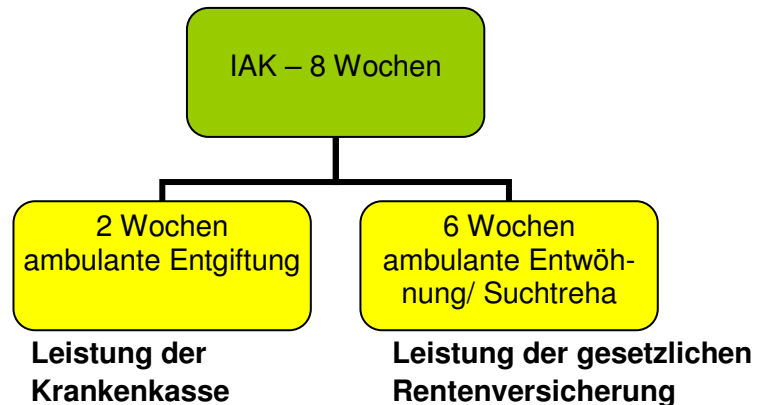 IAK – 8 Wochen
2 Wochen
ambulante Entgiftung
6 Wochen
ambulante Entwöh-
nung/ Suchtreha
Leistung der
Krankenkasse
Leistung der gesetzlichen
Rentenversicherung